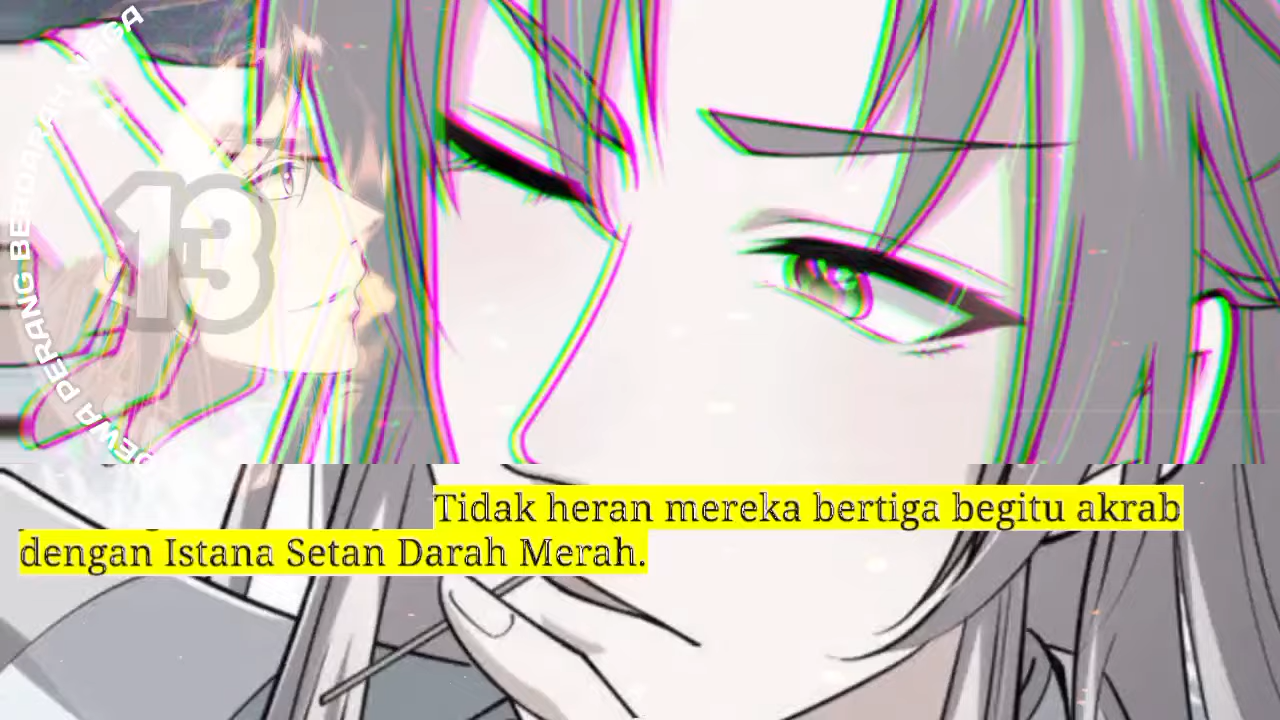 DEWA PERANG BERDARAH NAGA
13
Tidak heran mereka bertiga begitu akrab
dengan Istana Setan Darah Merah.